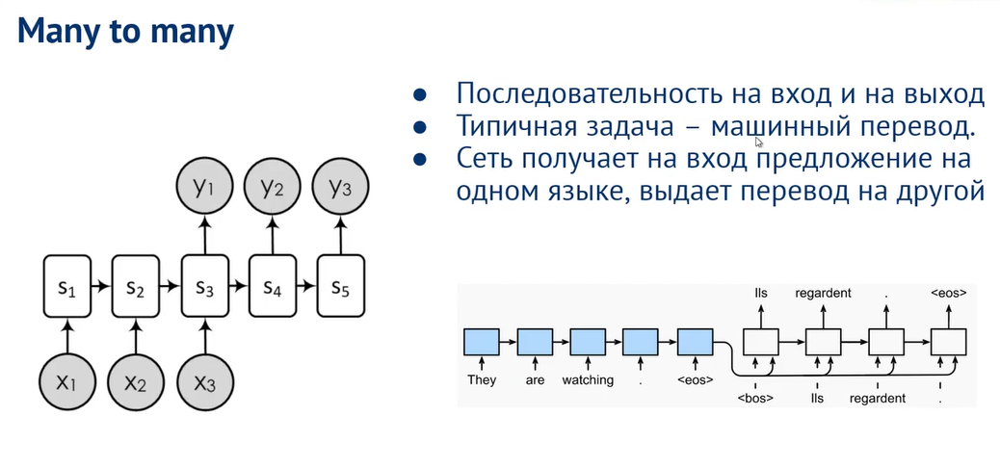 Many to many
● Последовательность на вход и на выход
● Типичная задача – машинный перевод.
● Сеть получает на вход предложение на
одном языке, выдает перевод на другой
y1 y2 y3
s1 s2 s3 s4 s5
x1 x2 x3
Ils regardent . <eos>
They are watching . <eos>
<bos> Ils regardent .